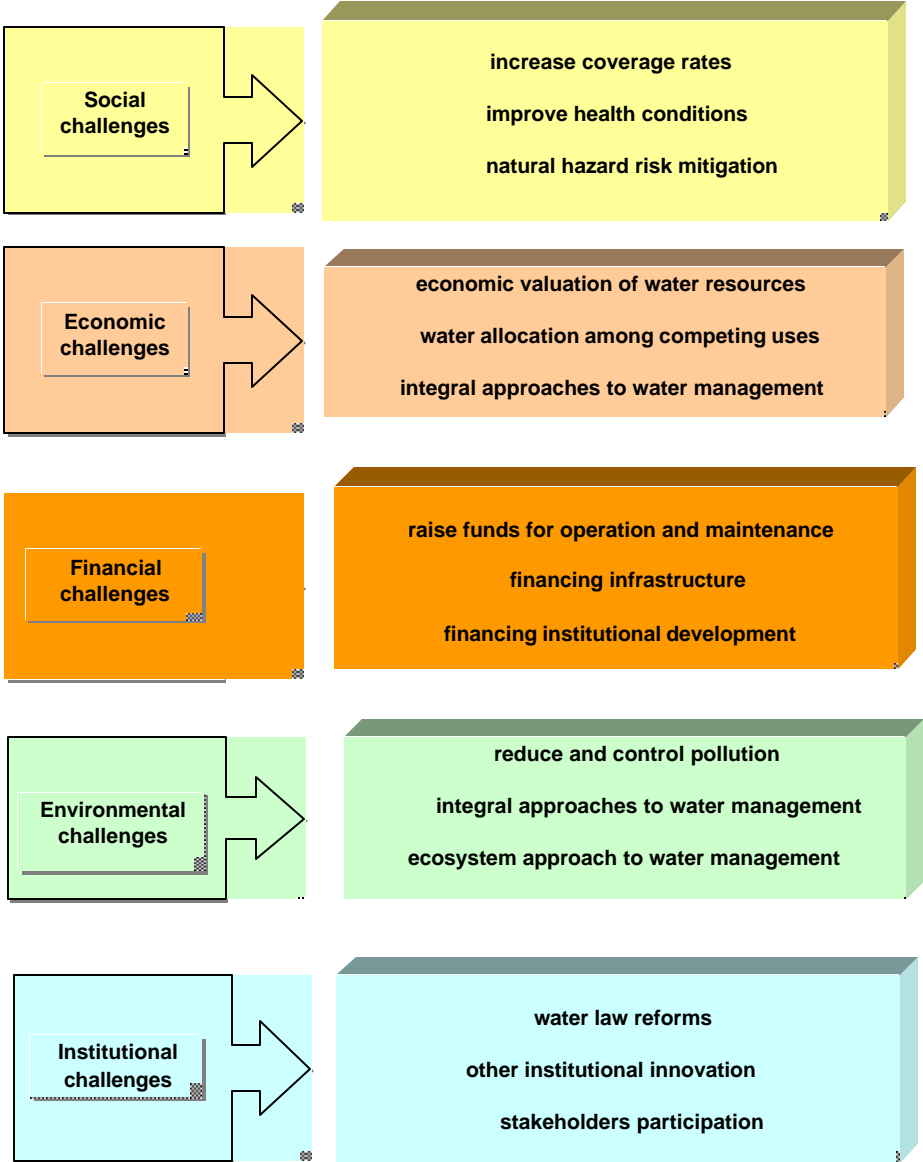 Social
challenges
increase coverage rates
improve health conditions
natural hazard risk mitigation
Economic
challenges
economic valuation of water resources
water allocation among competing uses
integral approaches to water management
Financial
challenges
raise funds for operation and maintenance
financing infrastructure
financing institutional development
Environmental
challenges
reduce and control pollution
integral approaches to water management
ecosystem approach to water management
Institutional
challenges
water law reforms
other institutional innovation
stakeholders participation